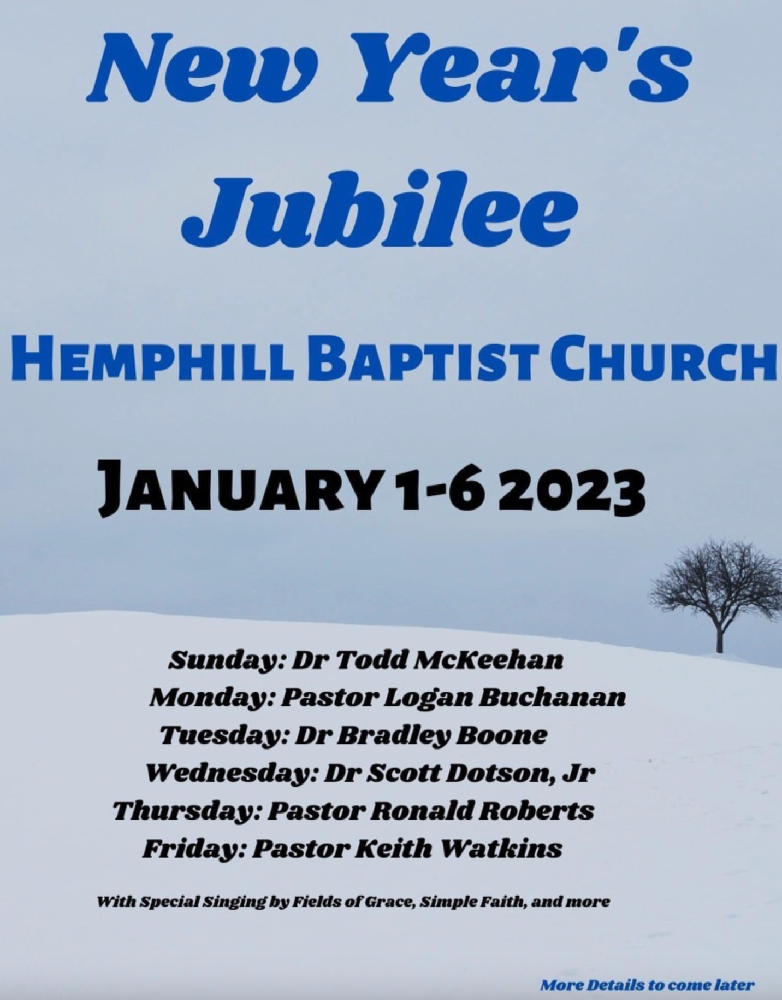 New Year's
Jubilee
Hemphill Baptist Church
January 1-6 2023
Sunday: Dr Todd McKeehan
Monday: Pastor Logan Buchanan
Tuesday: Dr Bradley Boone
Wednesday: Dr Scott Dotson, Jr
Thursday: Pastor Ronald Roberts
Friday: Pastor Keith Watkins
With Special Singing by Fields of Grace, Simple Faith, and more
More Details to come later